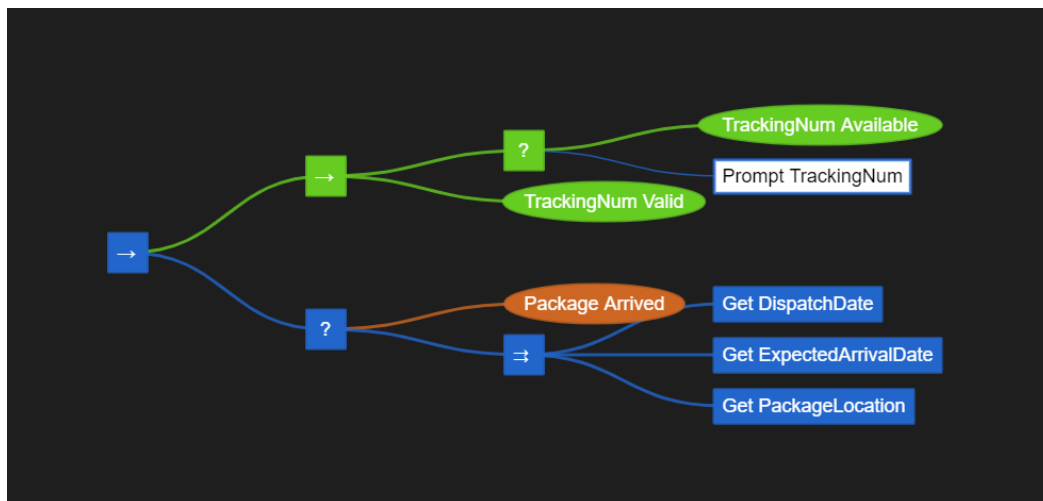 TrackingNum Available
?
Prompt TrackingNum
→
TrackingNum Valid
→
Package Arrived
Get DispatchDate
?
⇉
Get ExpectedArrivalDate
Get PackageLocation